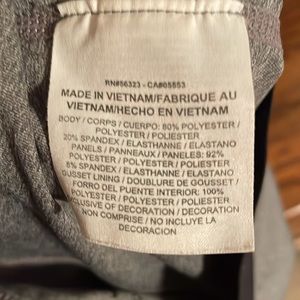 RN#56323 - CA#05553
MADE IN VIETNAM/FABRIQUE AU
VIETNAM/HECHO EN VIETNAM
BODY / CORPS / CUERPO: 80% POLYESTER /
POLYESTER / POLIESTER
20% SPANDEX / ELASTHANNE / ELASTANO
PANELS / PANNEAUX / PANELES: 92%
POLYESTER / POLYESTER / POLIESTER
8% SPANDEX / ELASTHANNE / ELASTANO
GUSSET LINING / DOUBLURE DE GOUSSET /
FORRO DEL PUENTE INTERIOR: 100%
POLYESTER / POLYESTER / POLIESTER
EXCLUSIVE OF DECORATION / DECORATION
NON COMPRISE / NO INCLUYE LA
DECORACION